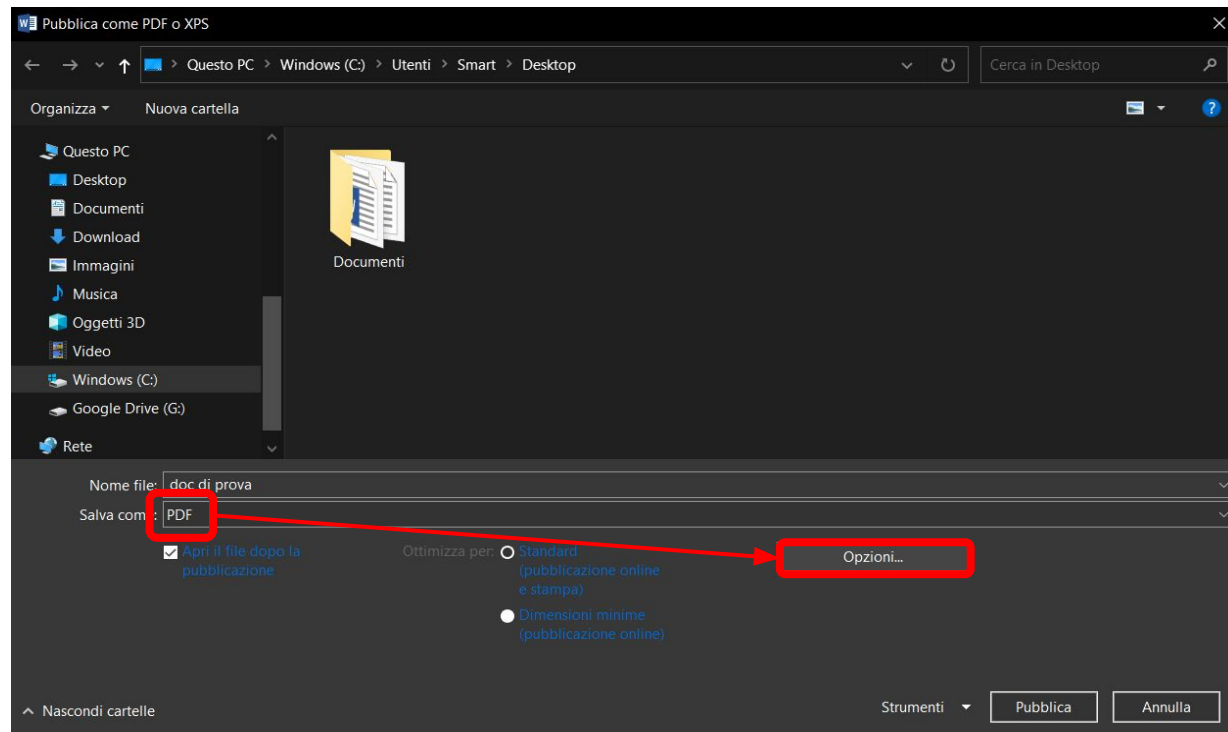 Pubblica come PDF o XPS
Questo PC > Windows (C:) > Utenti > Smart > Desktop
Cerca in Desktop
Organizza
Nuova cartella
Questo PC
Desktop
Documenti
Download
Immagini
Musica
Oggetti 3D
Video
Windows (C:)
Google Drive (G:)
Rete
Documenti
Nome file: doc di prova
Salva com : PDF
Apri il file dopo la
pubblicazione
Ottimizza per:
Standard
(pubblicazione online
e stampa)
Dimensioni minime
(pubblicazione online)
Opzioni...
Nascondi cartelle
Strumenti
Pubblica
Annulla